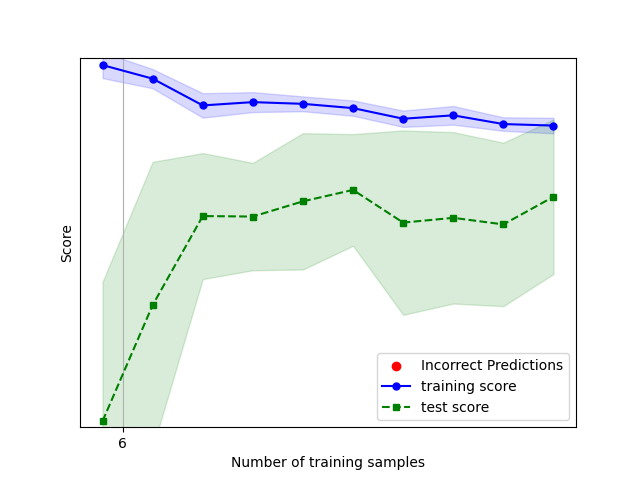 Score
Incorrect Predictions
training score
test score
6
Number of training samples